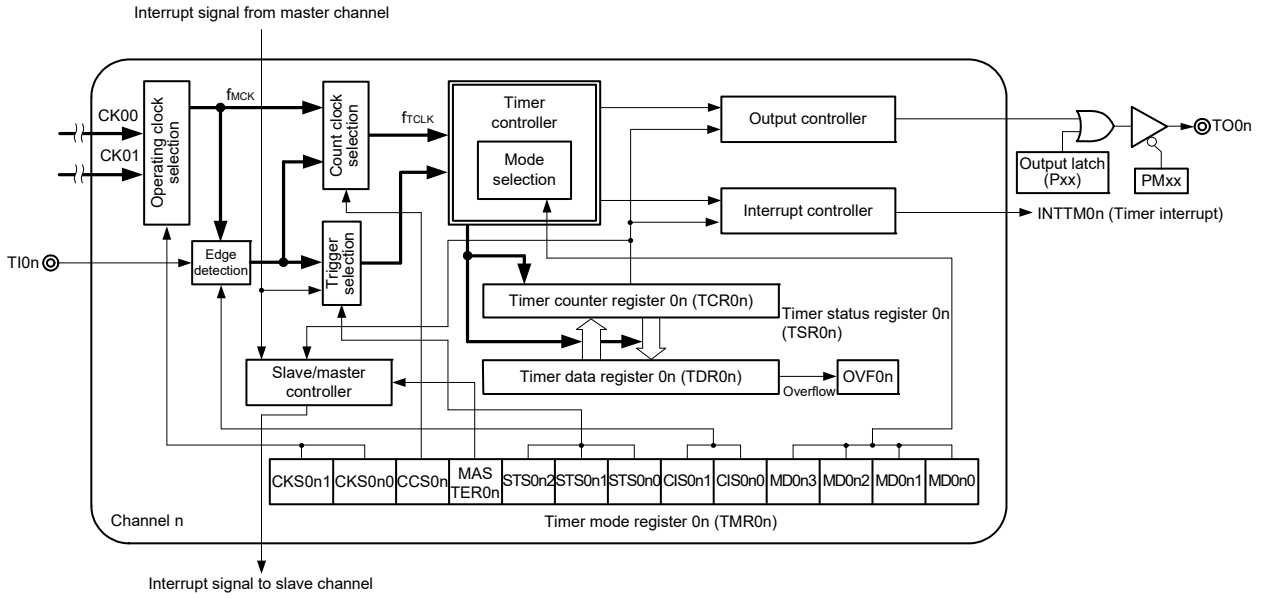 Interrupt signal from master channel
CK00
CK01
Operating clock
selection
fMCK
Count clock
selection
fTCLK
Timer
controller
Mode
selection
Output controller
Output latch
(Pxx)
PMxx
TO0n
Interrupt controller
INTTM0n (Timer interrupt)
TI0n
Edge
detection
Trigger
selection
Timer counter register 0n (TCR0n)
Timer status register 0n
(TSR0n)
Slave/master
controller
Timer data register 0n (TDR0n)
Overflow
OVF0n
CKS0n1 CKS0n0 CCS0n MAS TER0n STS0n2 STS0n1 STS0n0 CIS0n1 CIS0n0 MD0n3 MD0n2 MD0n1 MD0n0
Channel n
Timer mode register 0n (TMR0n)
Interrupt signal to slave channel